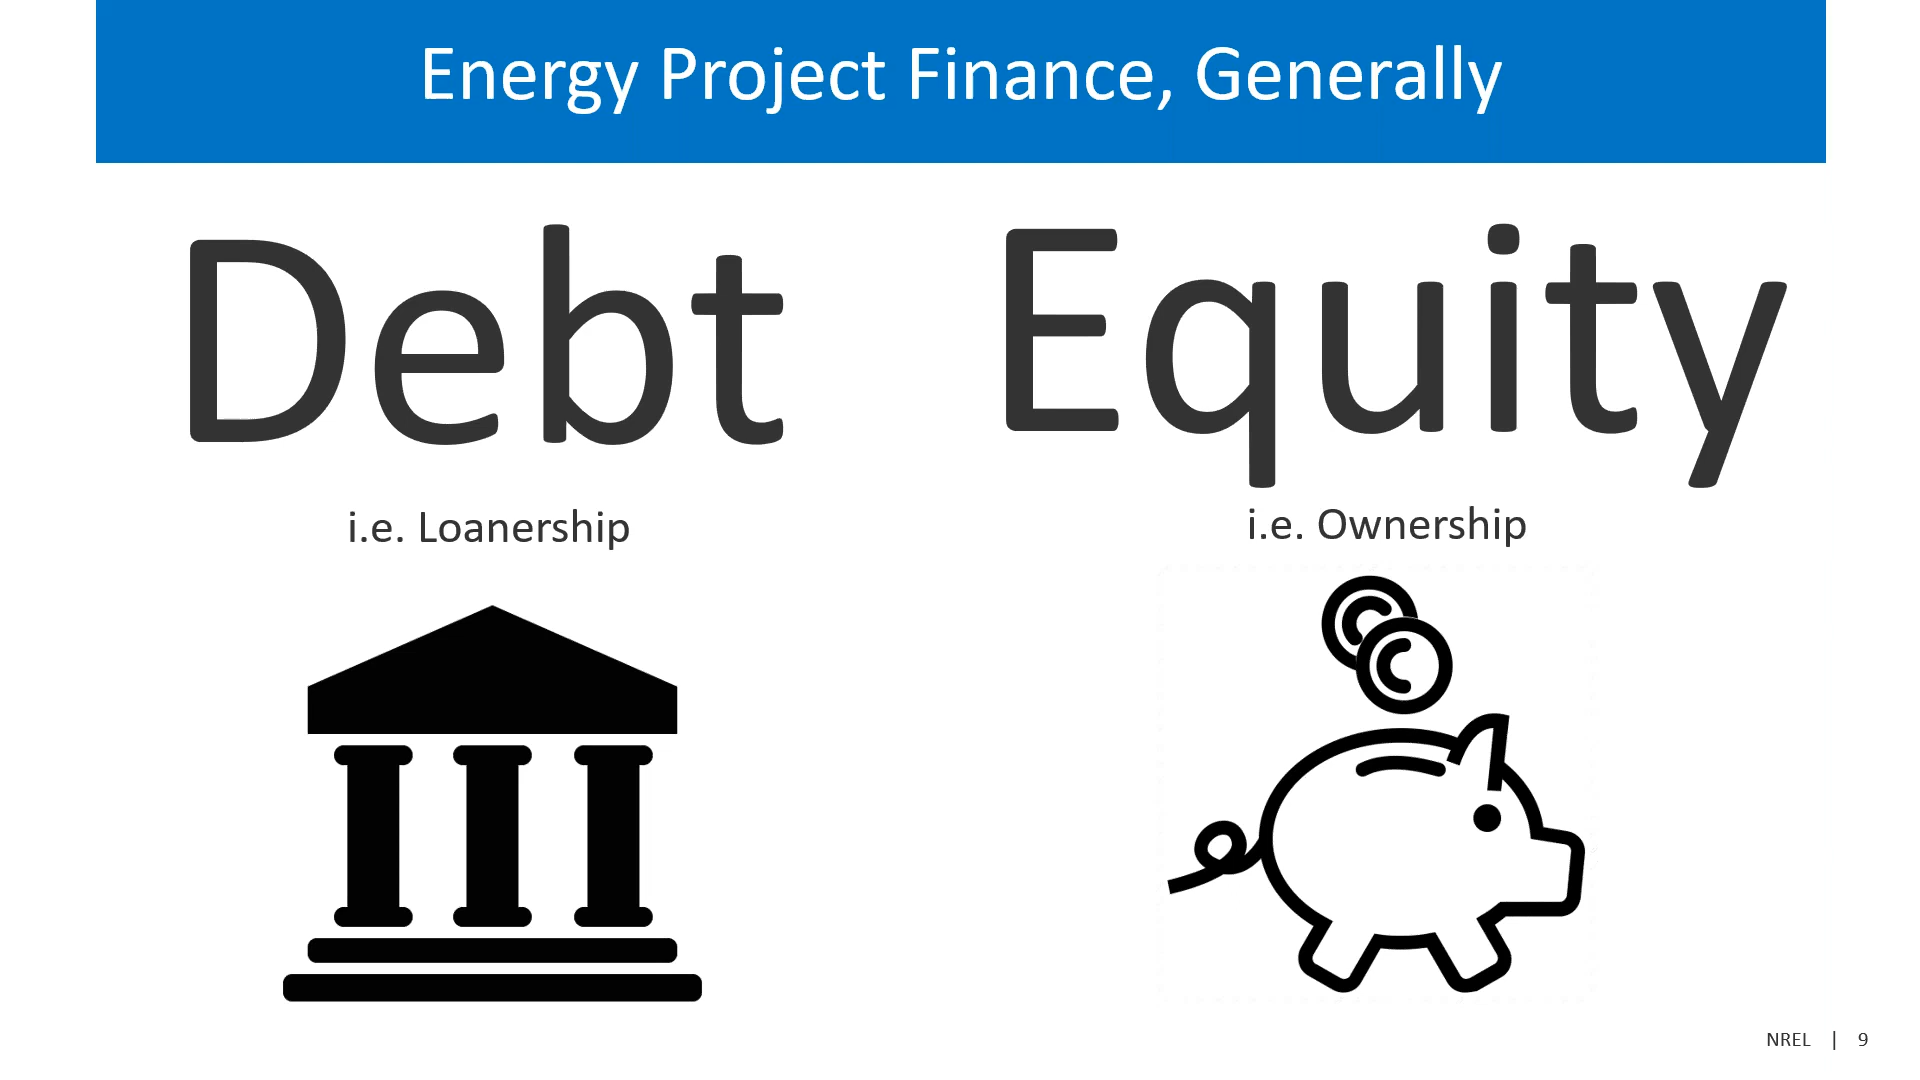 Energy Project Finance, Generally
Debt
i.e. Loanership
Equity
i.e. Ownership
NREL | 9